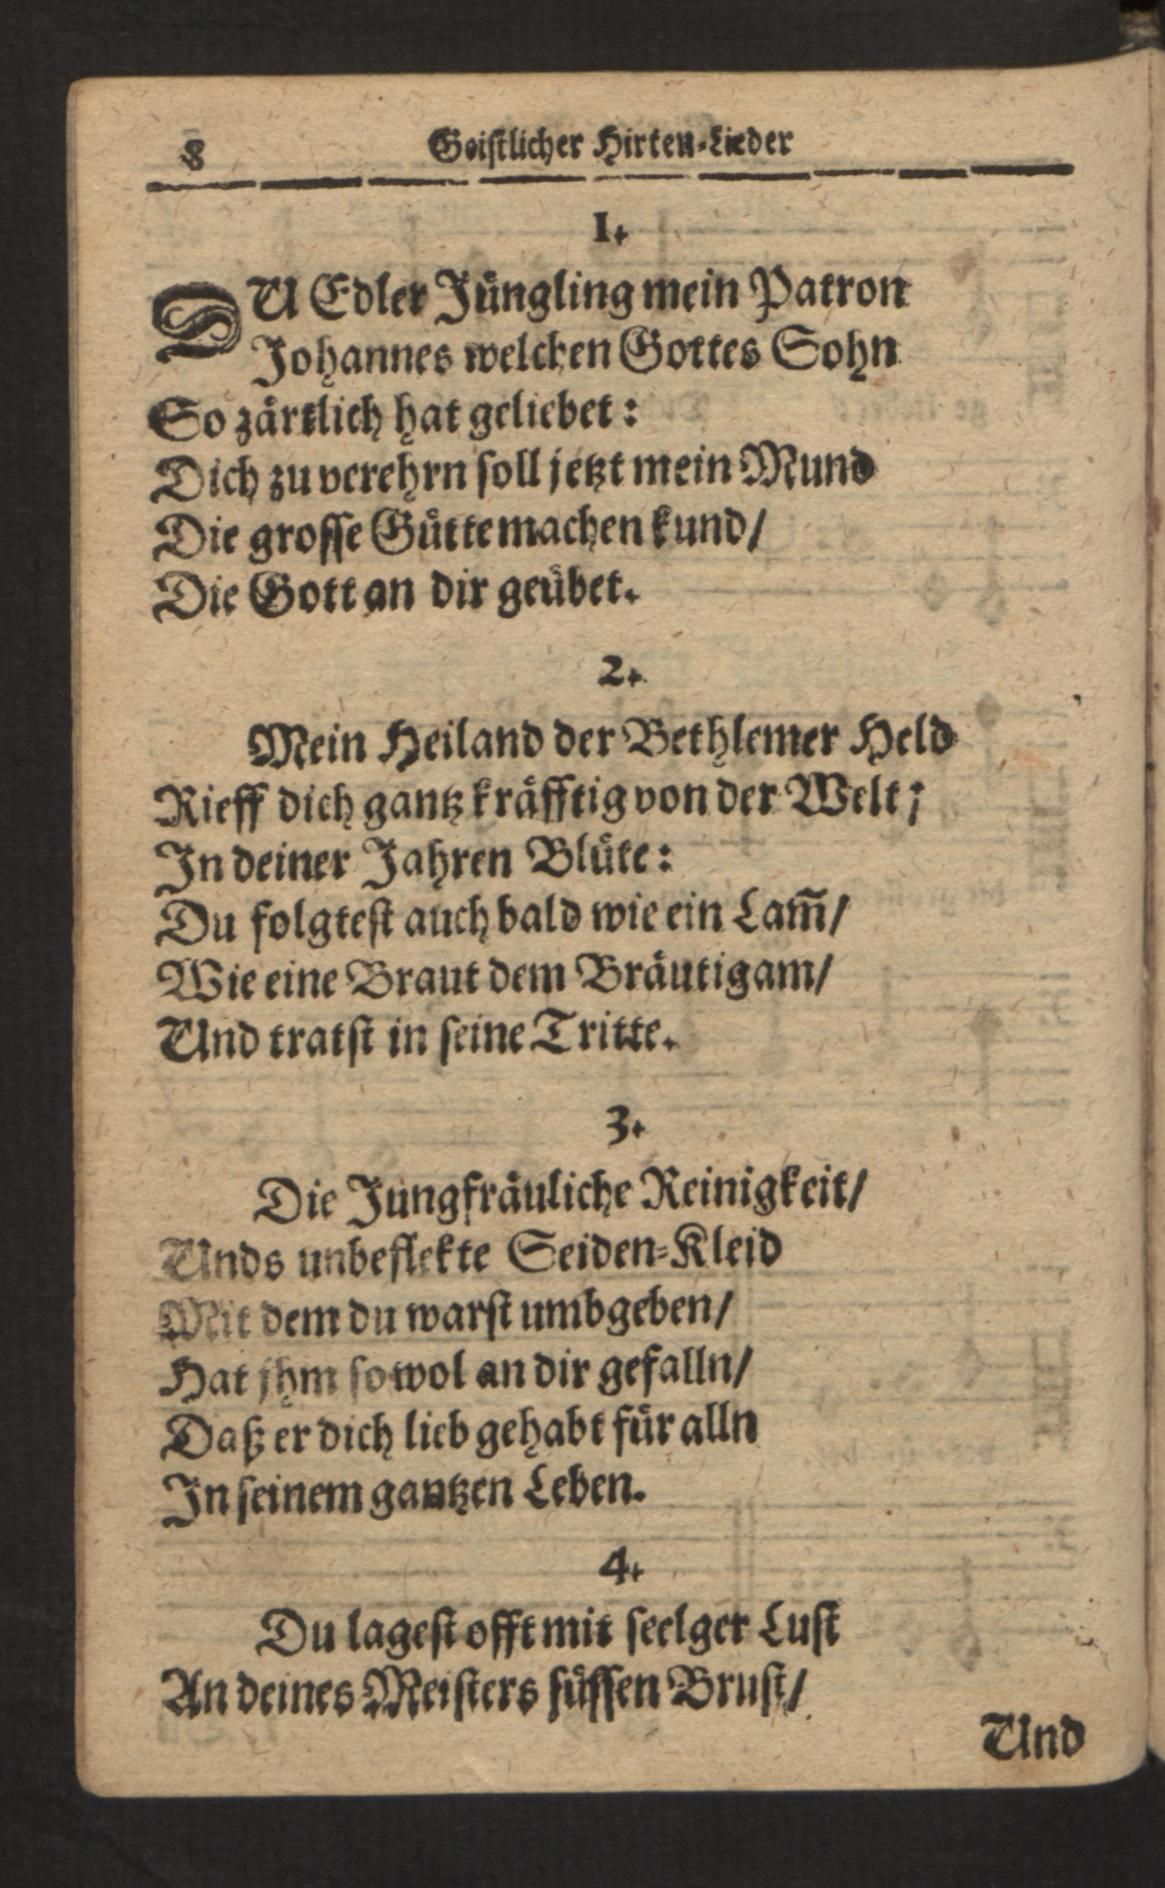 8 Geistlicher Hirten-Lieder
1.
DU Edler Jüngling mein Patron
Johannes welchen Gottes Sohn
So zärtlich hat geliebet:
Dich zu verehrn soll jetzt mein Mund
Die grosse Gütte machen kund/
Die Gott an dir geübet.
2.
Mein Heiland der Bethlemer Held
Rieff dich gantz kräfftig von der Welt;
In deiner Jahren Blüte:
Du folgtest auch bald wie ein Lam̃/
Wie eine Braut dem Bräutigam/
Und tratst in seine Tritte.
3.
Die Jungfräuliche Reinigkeit/
Unds unbeflekte Seiden-Kleid
Mit dem du warst umbgeben/
Hat jhm so wol an dir gefalln/
Daß er dich lieb gehabt für alln
In seinem gantzen Leben.
4.
Du lagest offt mit seelger Lust
An deines Meisters süssen Brust/
Und